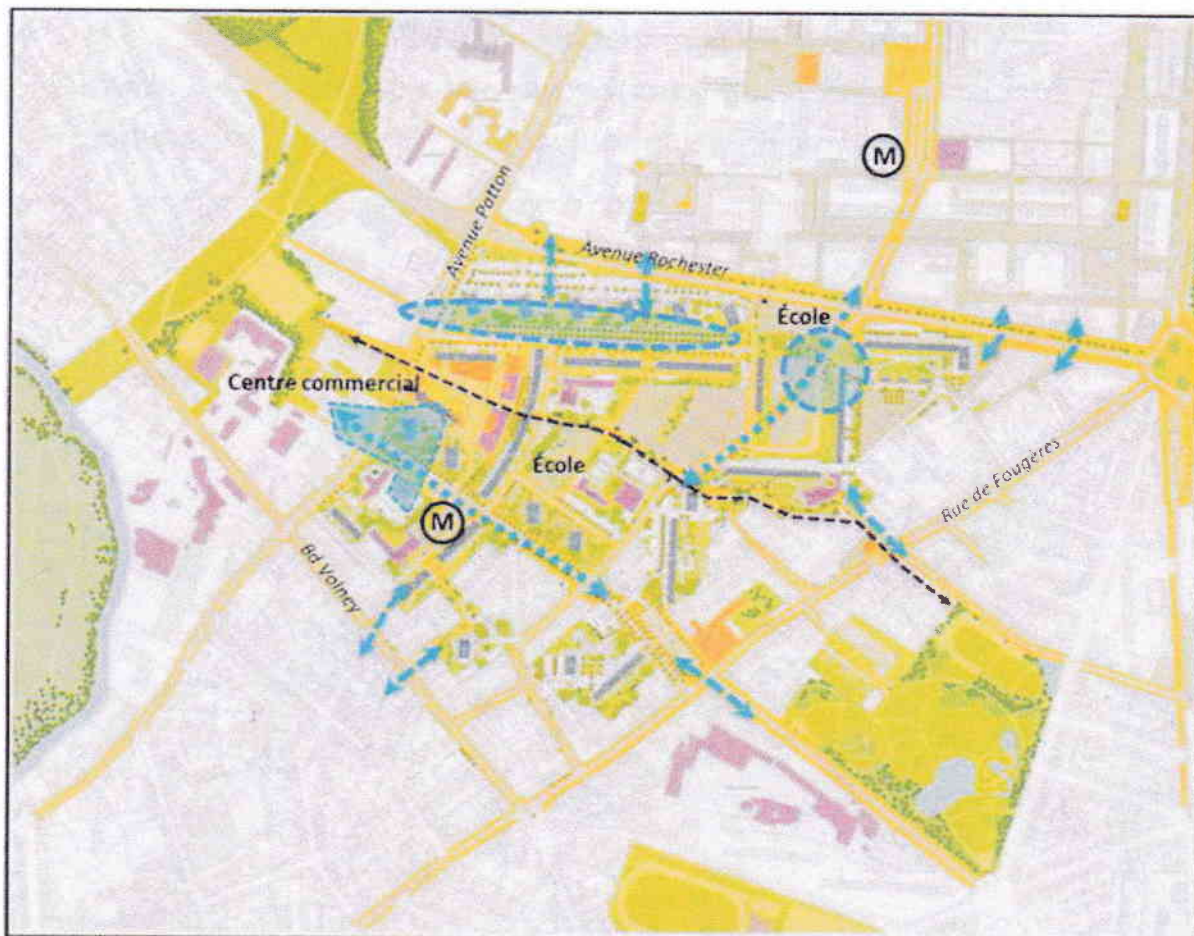 M
Avenue Patton
Avenue Rochester
École
Centre commercial
École
Rue de Fougères
M
Bd Volney